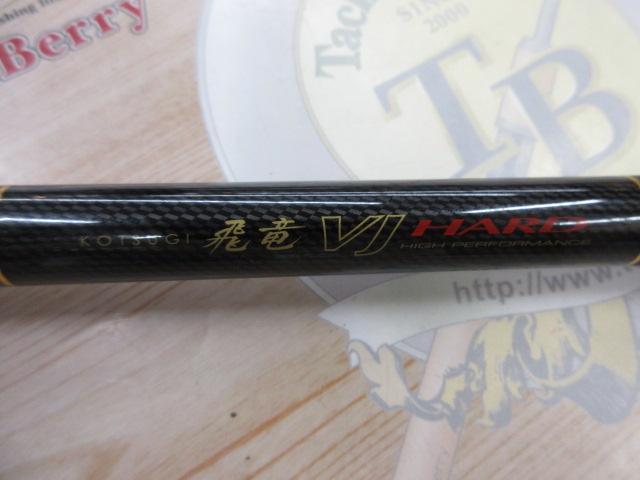 Berry
Tack
SINCE
2000
TB
KOTSUGI 飛竜 VJ HARD
HIGH PERFORMANCE
http://www.